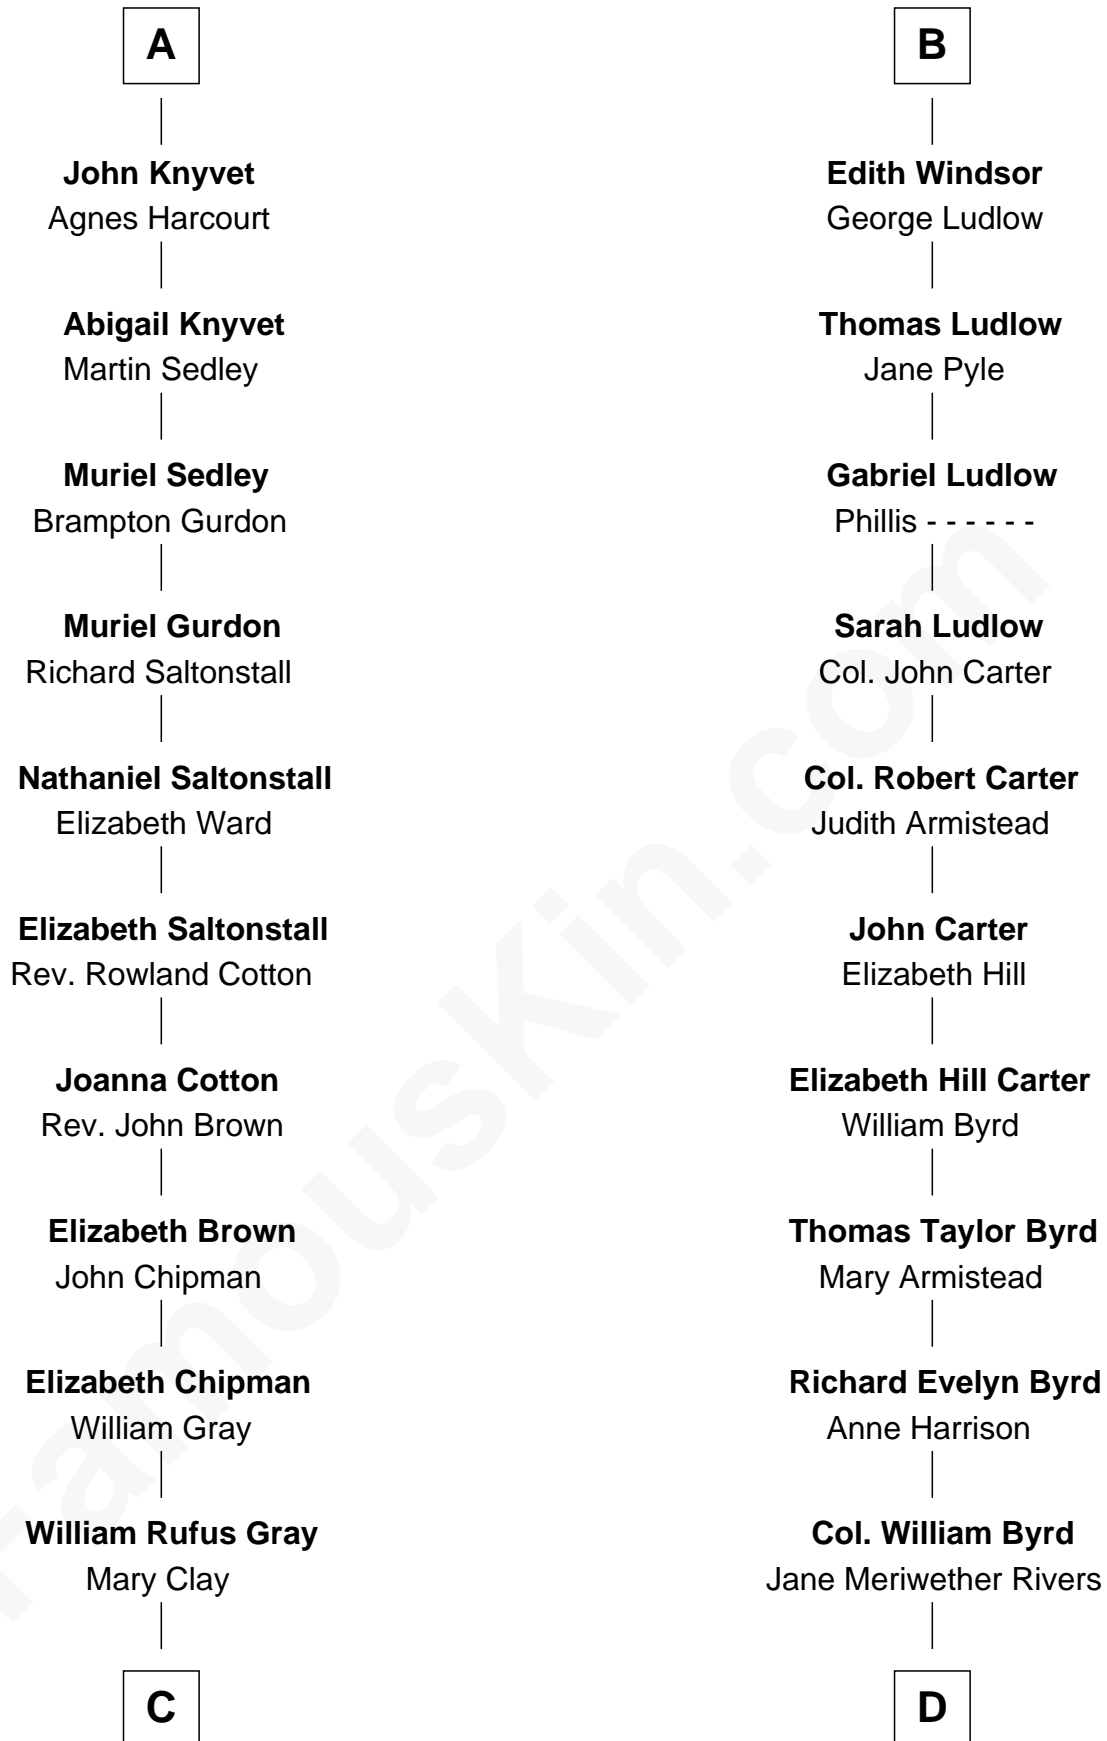 A
John Knyvet
Agnes Harcourt
Abigail Knyvet
Martin Sedley
Muriel Sedley
Brampton Gurdon
Muriel Gurdon
Richard Saltonstall
Nathaniel Saltonstall
Elizabeth Ward
Elizabeth Saltonstall
Rev. Rowland Cotton
Joanna Cotton
Rev. John Brown
Elizabeth Brown
John Chipman
Elizabeth Chipman
William Gray
William Rufus Gray
Mary Clay
C
B
Edith Windsor
George Ludlow
Thomas Ludlow
Jane Pyle
Gabriel Ludlow
Phillis - - - - - -
Sarah Ludlow
Col. John Carter
Col. Robert Carter
Judith Armistead
John Carter
Elizabeth Hill
Elizabeth Hill Carter
William Byrd
Thomas Taylor Byrd
Mary Armistead
Richard Evelyn Byrd
Anne Harrison
Col. William Byrd
Jane Meriwether Rivers
D
FamousKin.com